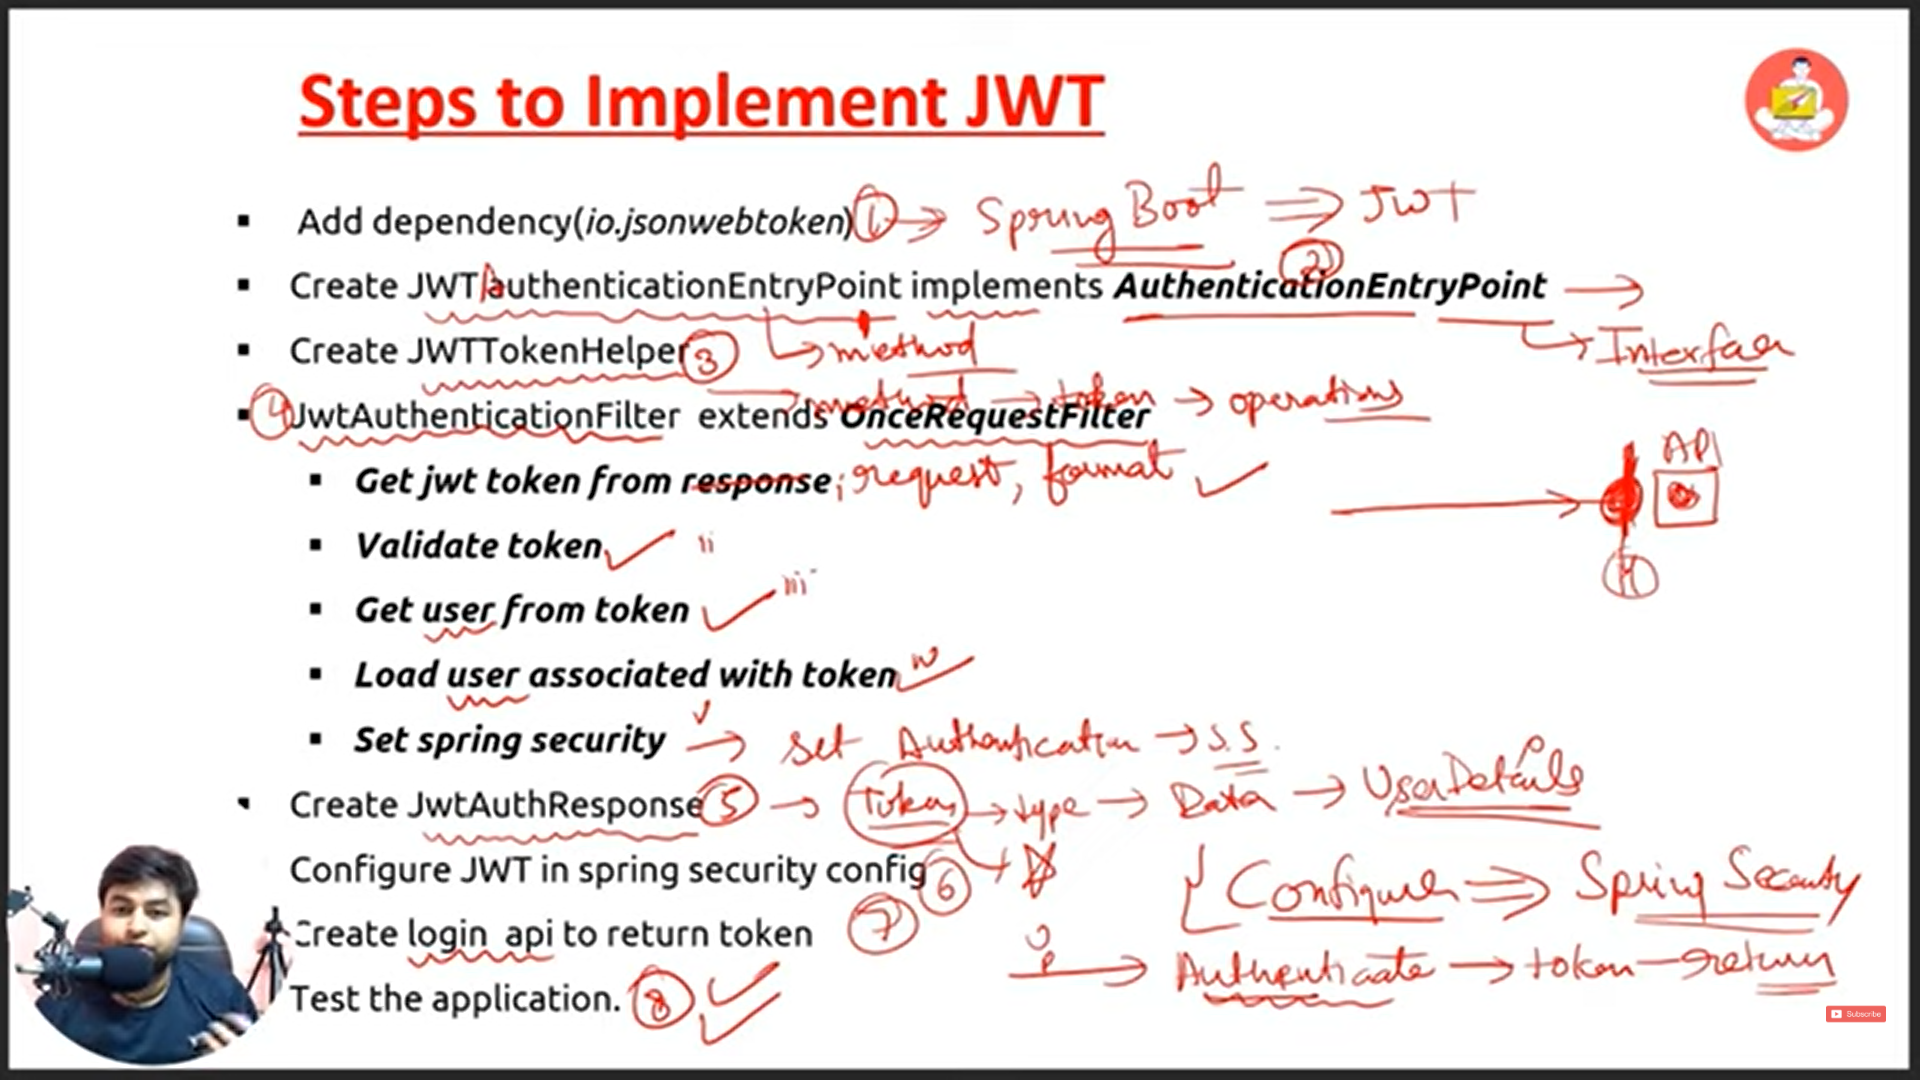 Steps to Implement JWT
Add dependency(io.jsonwebtoken) 1 → Spring Boot ⇒ JWT
2
Create JWTAuthenticationEntryPoint implements AuthenticationEntryPoint →
Create JWTTokenHelper 3 → method → Interface
→ method → token → operations
4 JwtAuthenticationFilter extends OnceRequestFilter
API
Get jwt token from response; request, format
Validate token ii
Get user from token iii
Load user associated with token iv
Set spring security v → set Authentication → S.S.
Create JwtAuthResponse 5 → Token → type → Data → UserDetails
Configure JWT in spring security config 6 → Configure ⇒ Spring Security
Create login api to return token 7
U
P → Authenticate → token - return
Test the application. 8
Subscribe